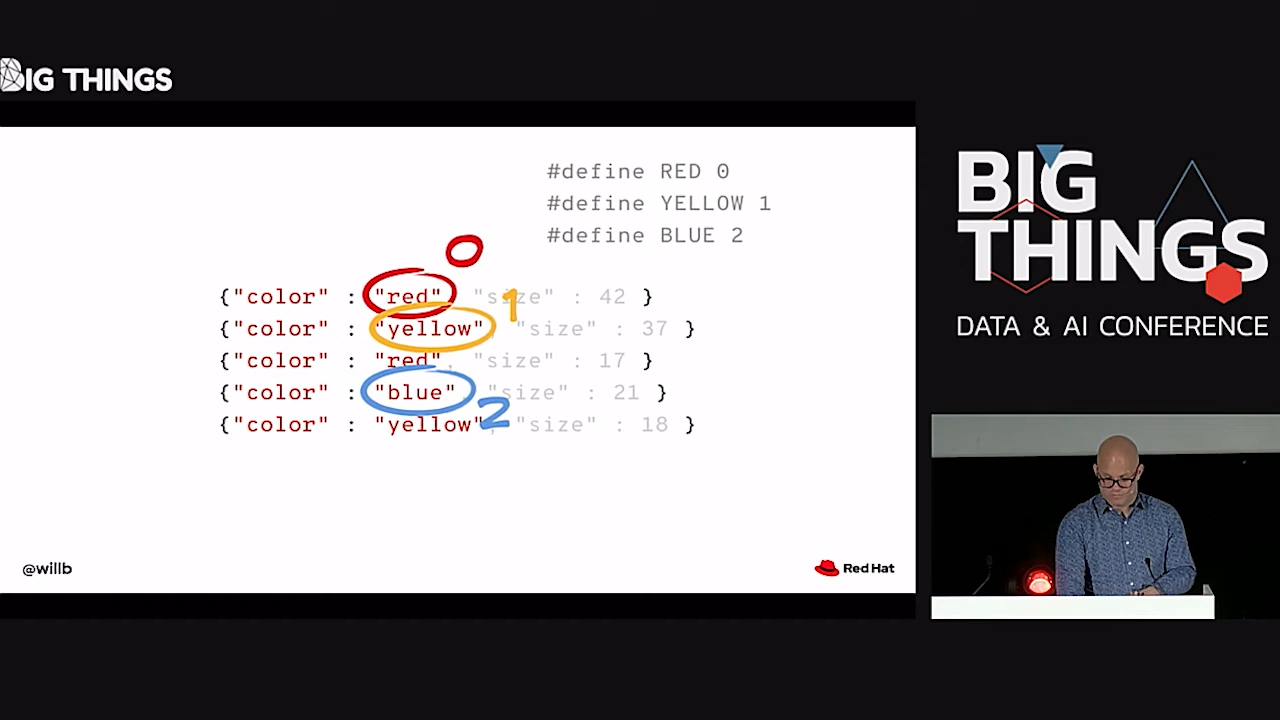 BIG THINGS
#define RED 0
#define YELLOW 1
#define BLUE 2
0
{"color" : "red", "size" : 42 }
1
{"color" : "yellow", "size" : 37 }
{"color" : "red", "size" : 17 }
{"color" : "blue", "size" : 21 }
2
{"color" : "yellow", "size" : 18 }
@willb
Red Hat
BIG
THINGS
DATA & AI CONFERENCE